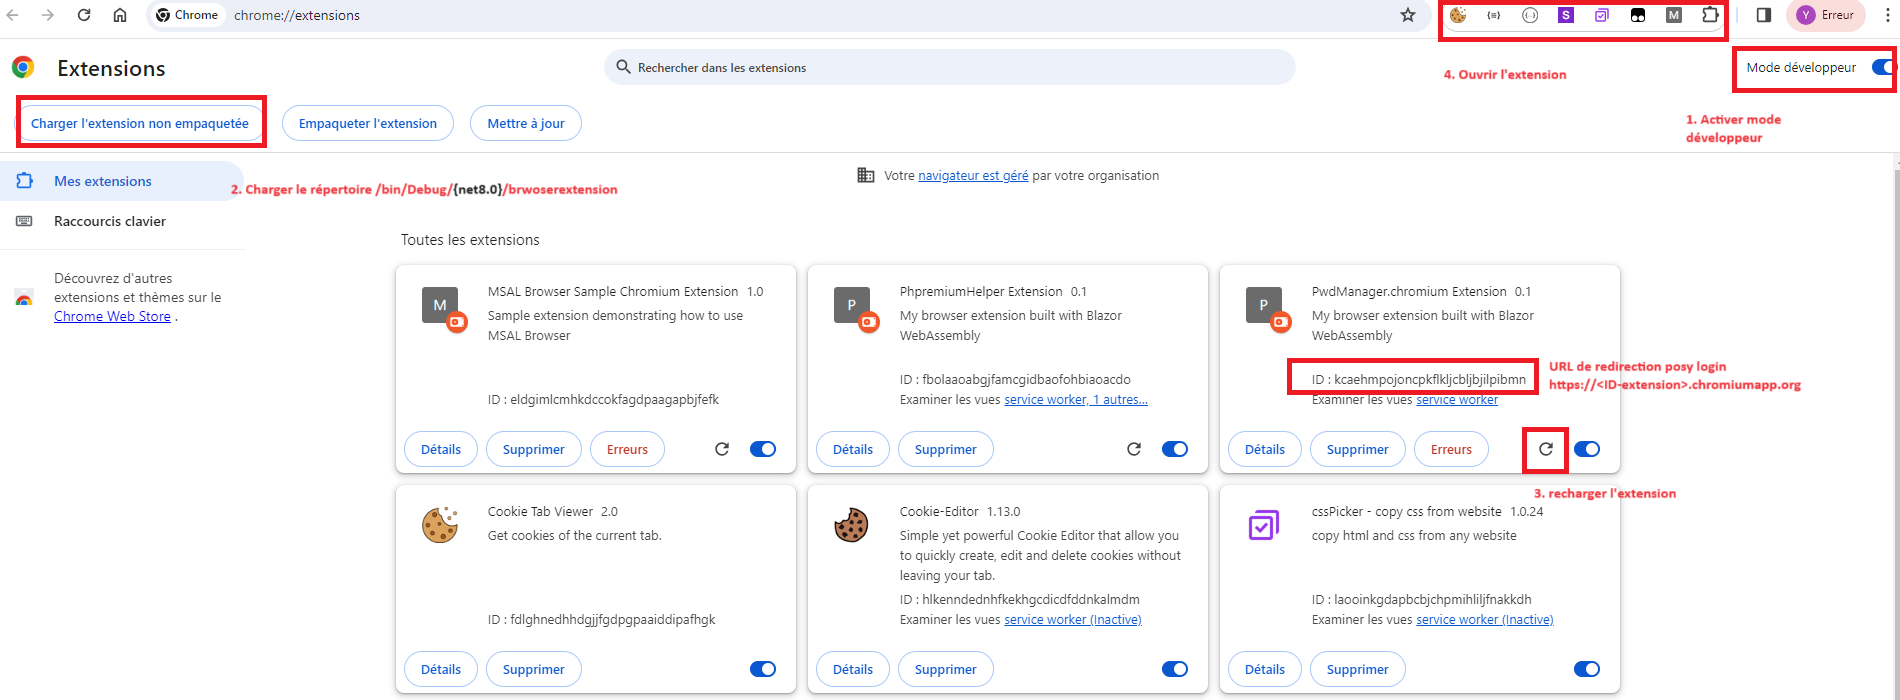 Chrome
chrome://extensions
S
M
Y
Erreur
Extensions
Rechercher dans les extensions
4. Ouvrir l'extension
Mode développeur
Charger l'extension non empaquetée
Empaqueter l'extension
Mettre à jour
1. Activer mode
développeur
Mes extensions
2. Charger le répertoire /bin/Debug/{net8.0}/brwoserextension
Votre navigateur est géré par votre organisation
Raccourcis clavier
Toutes les extensions
Découvrez d'autres
extensions et thèmes sur le
Chrome Web Store .
M
MSAL Browser Sample Chromium Extension 1.0
Sample extension demonstrating how to use
MSAL Browser
ID : eldgimlcmhkdccokfagdpaagapbjfefk
Détails
Supprimer
Erreurs
P
PhpremiumHelper Extension 0.1
My browser extension built with Blazor
WebAssembly
ID : fbolaaoabgjfamcgidbaofohbiaoacdo
Examiner les vues service worker, 1 autres...
Détails
Supprimer
P
PwdManager.chromium Extension 0.1
My browser extension built with Blazor
WebAssembly
ID : kcaehmpojoncpkflkljcbljbjilpibmn
Examiner les vues service worker
URL de redirection posy login
https://<ID-extension>.chromiumapp.org
Détails
Supprimer
Erreurs
3. recharger l'extension
Cookie Tab Viewer 2.0
Get cookies of the current tab.
ID : fdlghnedhhdgjjfgdpgpaaiddipafhgk
Détails
Supprimer
Cookie-Editor 1.13.0
Simple yet powerful Cookie Editor that allow you
to quickly create, edit and delete cookies without
leaving your tab.
ID : hlkenndednhfkekhgcdicdfddnkalmdm
Examiner les vues service worker (Inactive)
Détails
Supprimer
cssPicker - copy css from website 1.0.24
copy html and css from any website
ID : laooinkgdapbcbjchpmihliljfnakkdh
Examiner les vues service worker (Inactive)
Détails
Supprimer